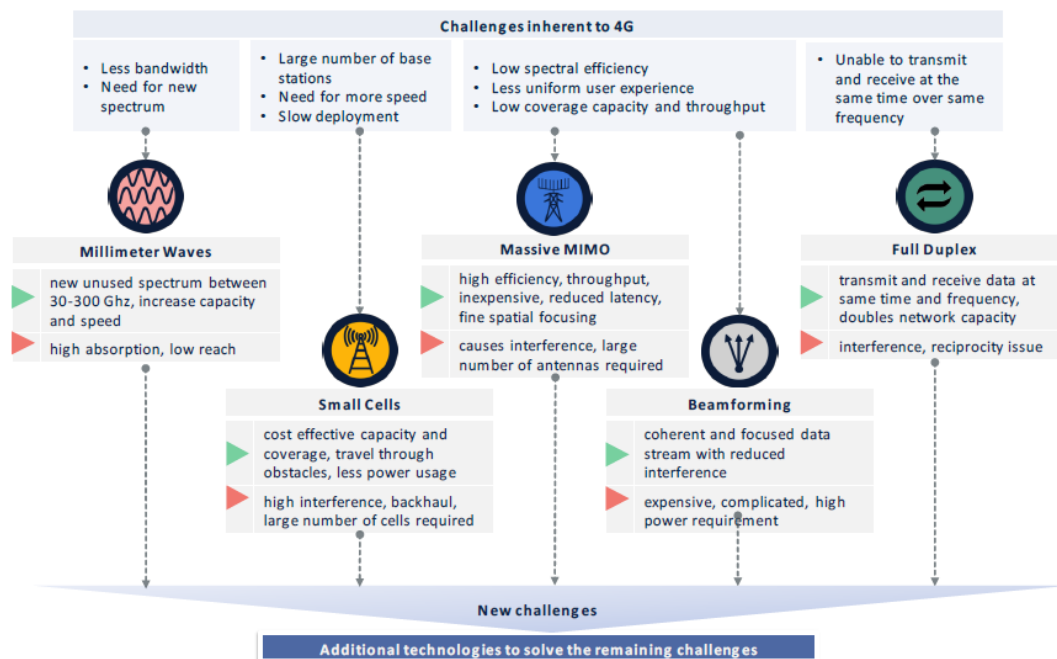 Challenges inherent to 4G
• Less bandwidth
• Need for new
spectrum
• Large number of base
stations
• Need for more speed
• Slow deployment
• Low spectral efficiency
• Less uniform user experience
• Low coverage capacity and throughput
• Unable to transmit
and receive at the
same time over same
frequency
Millimeter Waves
new unused spectrum between
30-300 Ghz, increase capacity
and speed
high absorption, low reach
Small Cells
cost effective capacity and
coverage, travel through
obstacles, less power usage
high interference, backhaul,
large number of cells required
Massive MIMO
high efficiency, throughput,
inexpensive, reduced latency,
fine spatial focusing
causes interference, large
number of antennas required
Beamforming
coherent and focused data
stream with reduced
interference
expensive, complicated, high
power requirement
Full Duplex
transmit and receive data at
same time and frequency,
doubles network capacity
interference, reciprocity issue
New challenges
Additional technologies to solve the remaining challenges